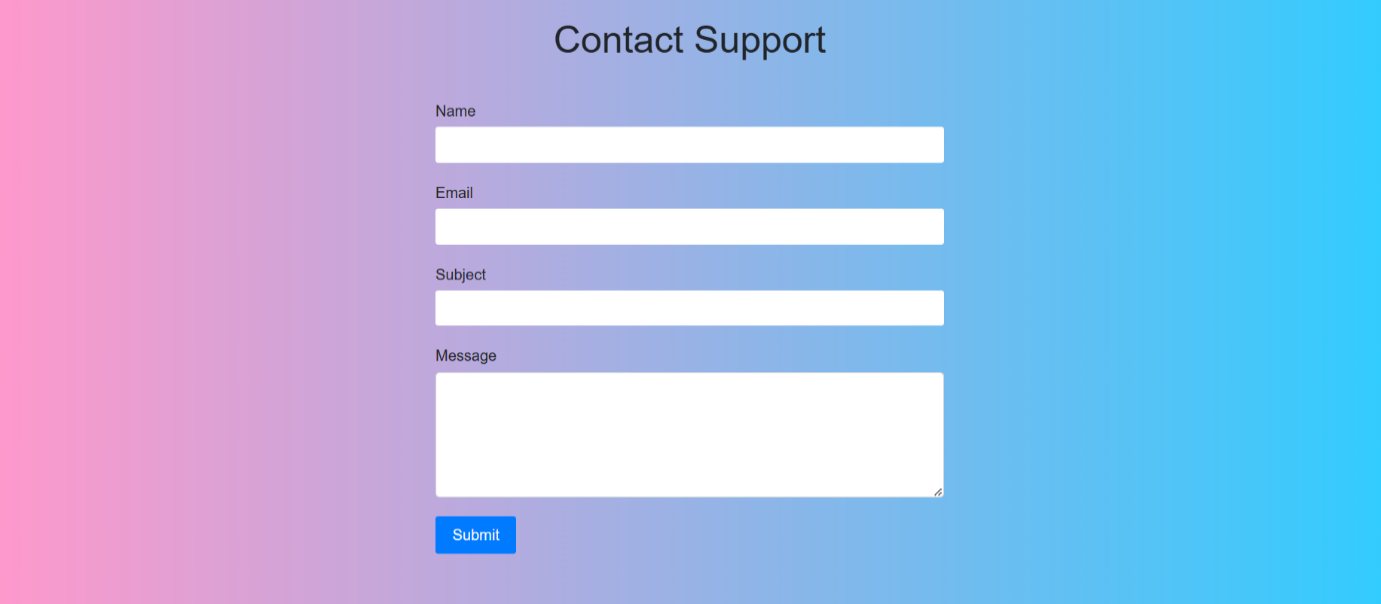 Contact Support
Name
Email
Subject
Message
Submit